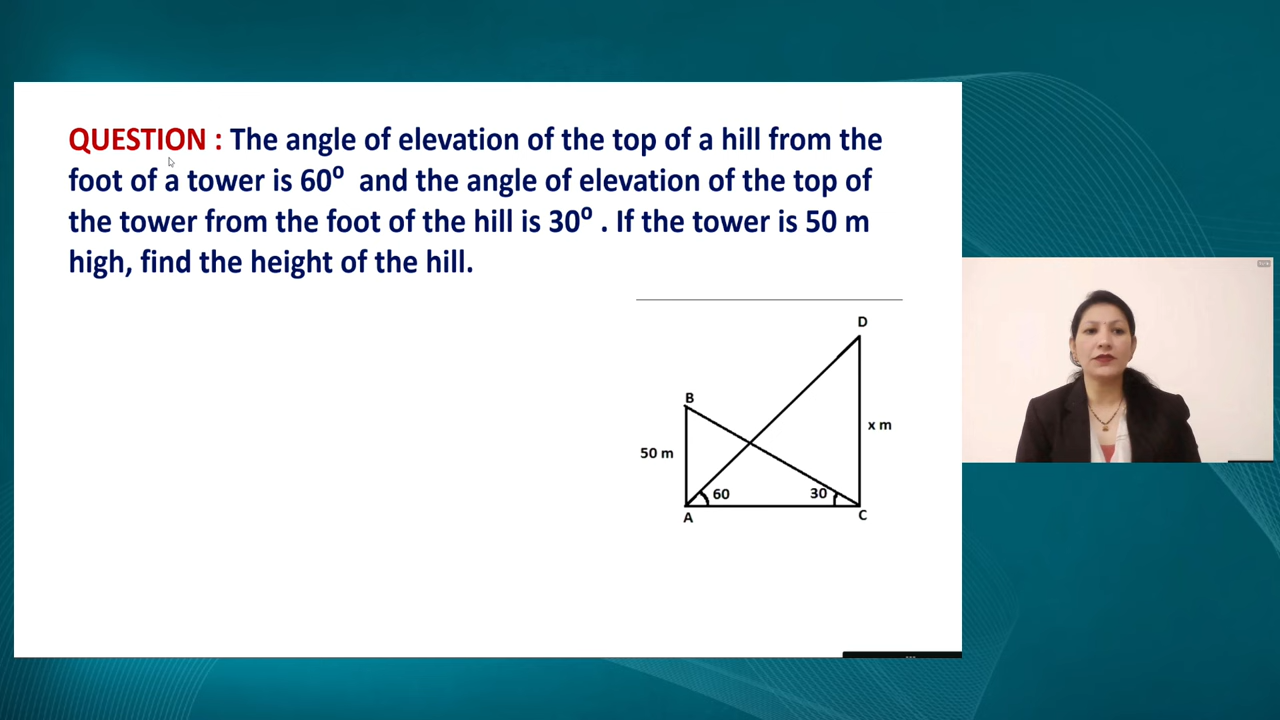 QUESTION : The angle of elevation of the top of a hill from the
foot of a tower is 60⁰ and the angle of elevation of the top of
the tower from the foot of the hill is 30⁰ . If the tower is 50 m
high, find the height of the hill.
D
B
x m
50 m
60
30
A
C